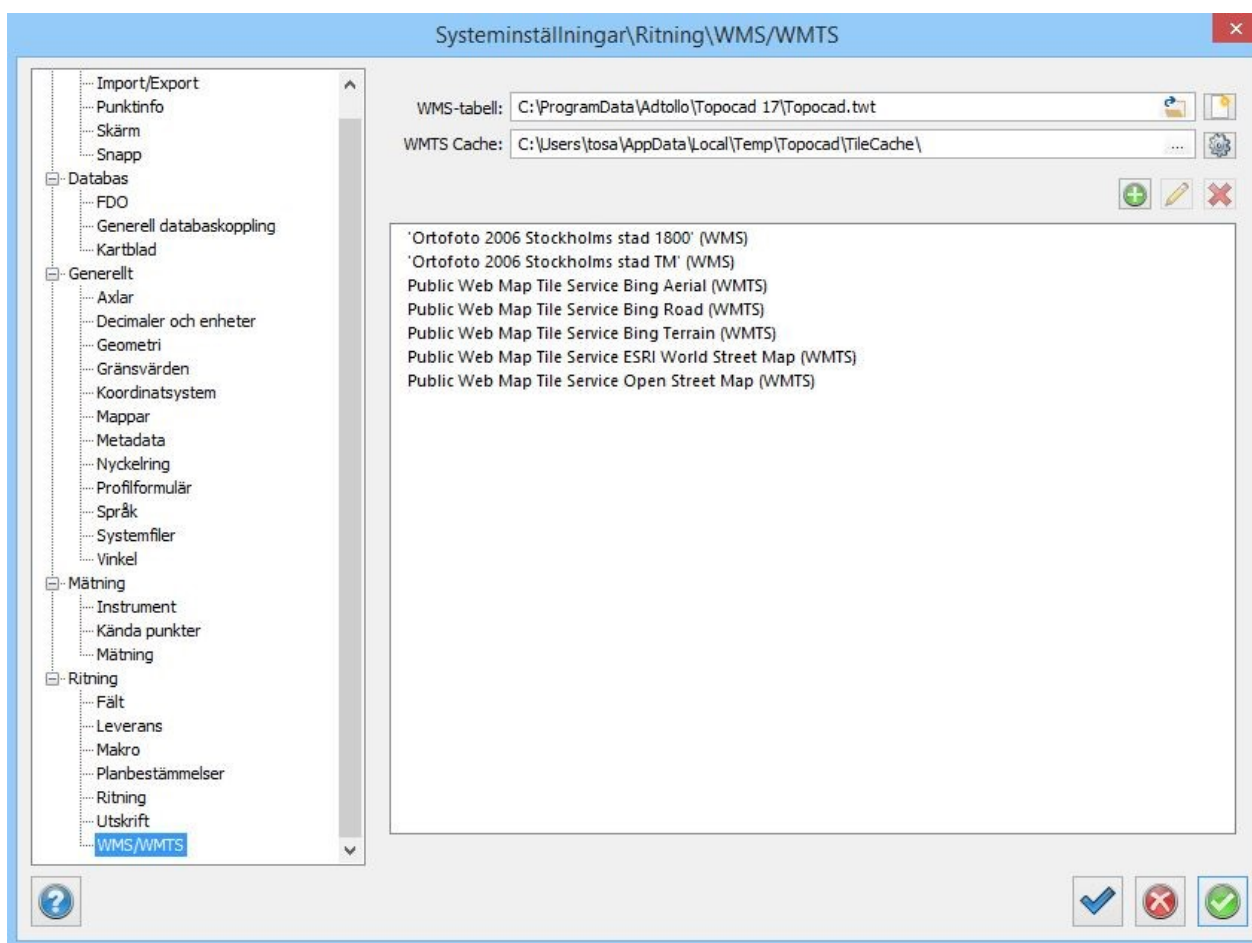 Systeminställningar\Ritning\WMS/WMTS
Import/Export
Punktinfo
Skärm
Snapp
Databas
FDO
Generell databaskoppling
Kartblad
Generellt
Axlar
Decimaler och enheter
Geometri
Gränsvärden
Koordinatsystem
Mappar
Metadata
Nyckelring
Profilformulär
Språk
Systemfiler
Vinkel
Mätning
Instrument
Kända punkter
Mätning
Ritning
Fält
Leverans
Makro
Planbestämmelser
Ritning
Utskrift
WMS/WMTS
WMS-tabell: C:\ProgramData\Adtollo\Topocad 17\Topocad.twt
WMTS Cache: C:\Users\tosa\AppData\Local\Temp\Topocad\TileCache\ ...
'Ortofoto 2006 Stockholms stad 1800' (WMS)
'Ortofoto 2006 Stockholms stad TM' (WMS)
Public Web Map Tile Service Bing Aerial (WMTS)
Public Web Map Tile Service Bing Road (WMTS)
Public Web Map Tile Service Bing Terrain (WMTS)
Public Web Map Tile Service ESRI World Street Map (WMTS)
Public Web Map Tile Service Open Street Map (WMTS)